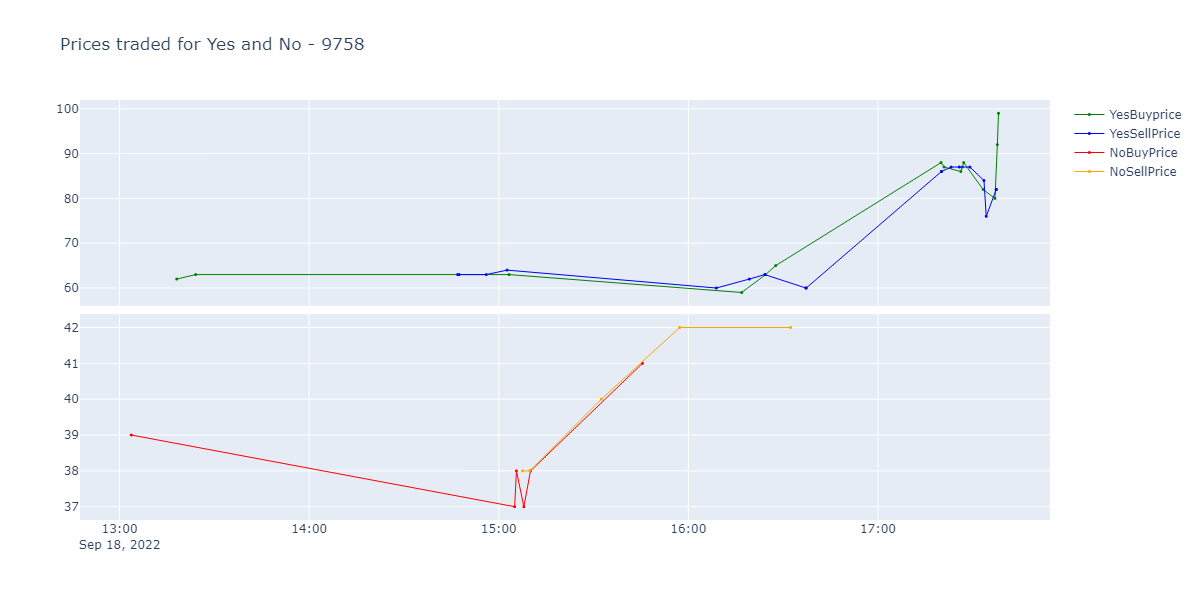 Prices traded for Yes and No - 9758
100
90
80
70
60
YesBuyprice
YesSellPrice
NoBuyPrice
NoSellPrice
42
41
40
39
38
37
13:00 14:00 15:00 16:00 17:00
Sep 18, 2022